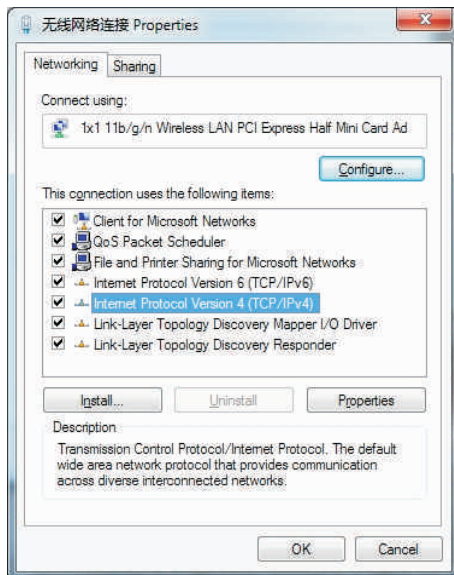 无线网络连接 Properties
Networking
Sharing
Connect using:
1x1 11b/g/n Wireless LAN PCI Express Half Mini Card Ad
Configure...
This connection uses the following items:
Client for Microsoft Networks
QoS Packet Scheduler
File and Printer Sharing for Microsoft Networks
Internet Protocol Version 6 (TCP/IPv6)
Internet Protocol Version 4 (TCP/IPv4)
Link-Layer Topology Discovery Mapper I/O Driver
Link-Layer Topology Discovery Responder
Install...
Uninstall
Properties
Description
Transmission Control Protocol/Internet Protocol. The default
wide area network protocol that provides communication
across diverse interconnected networks.
OK
Cancel